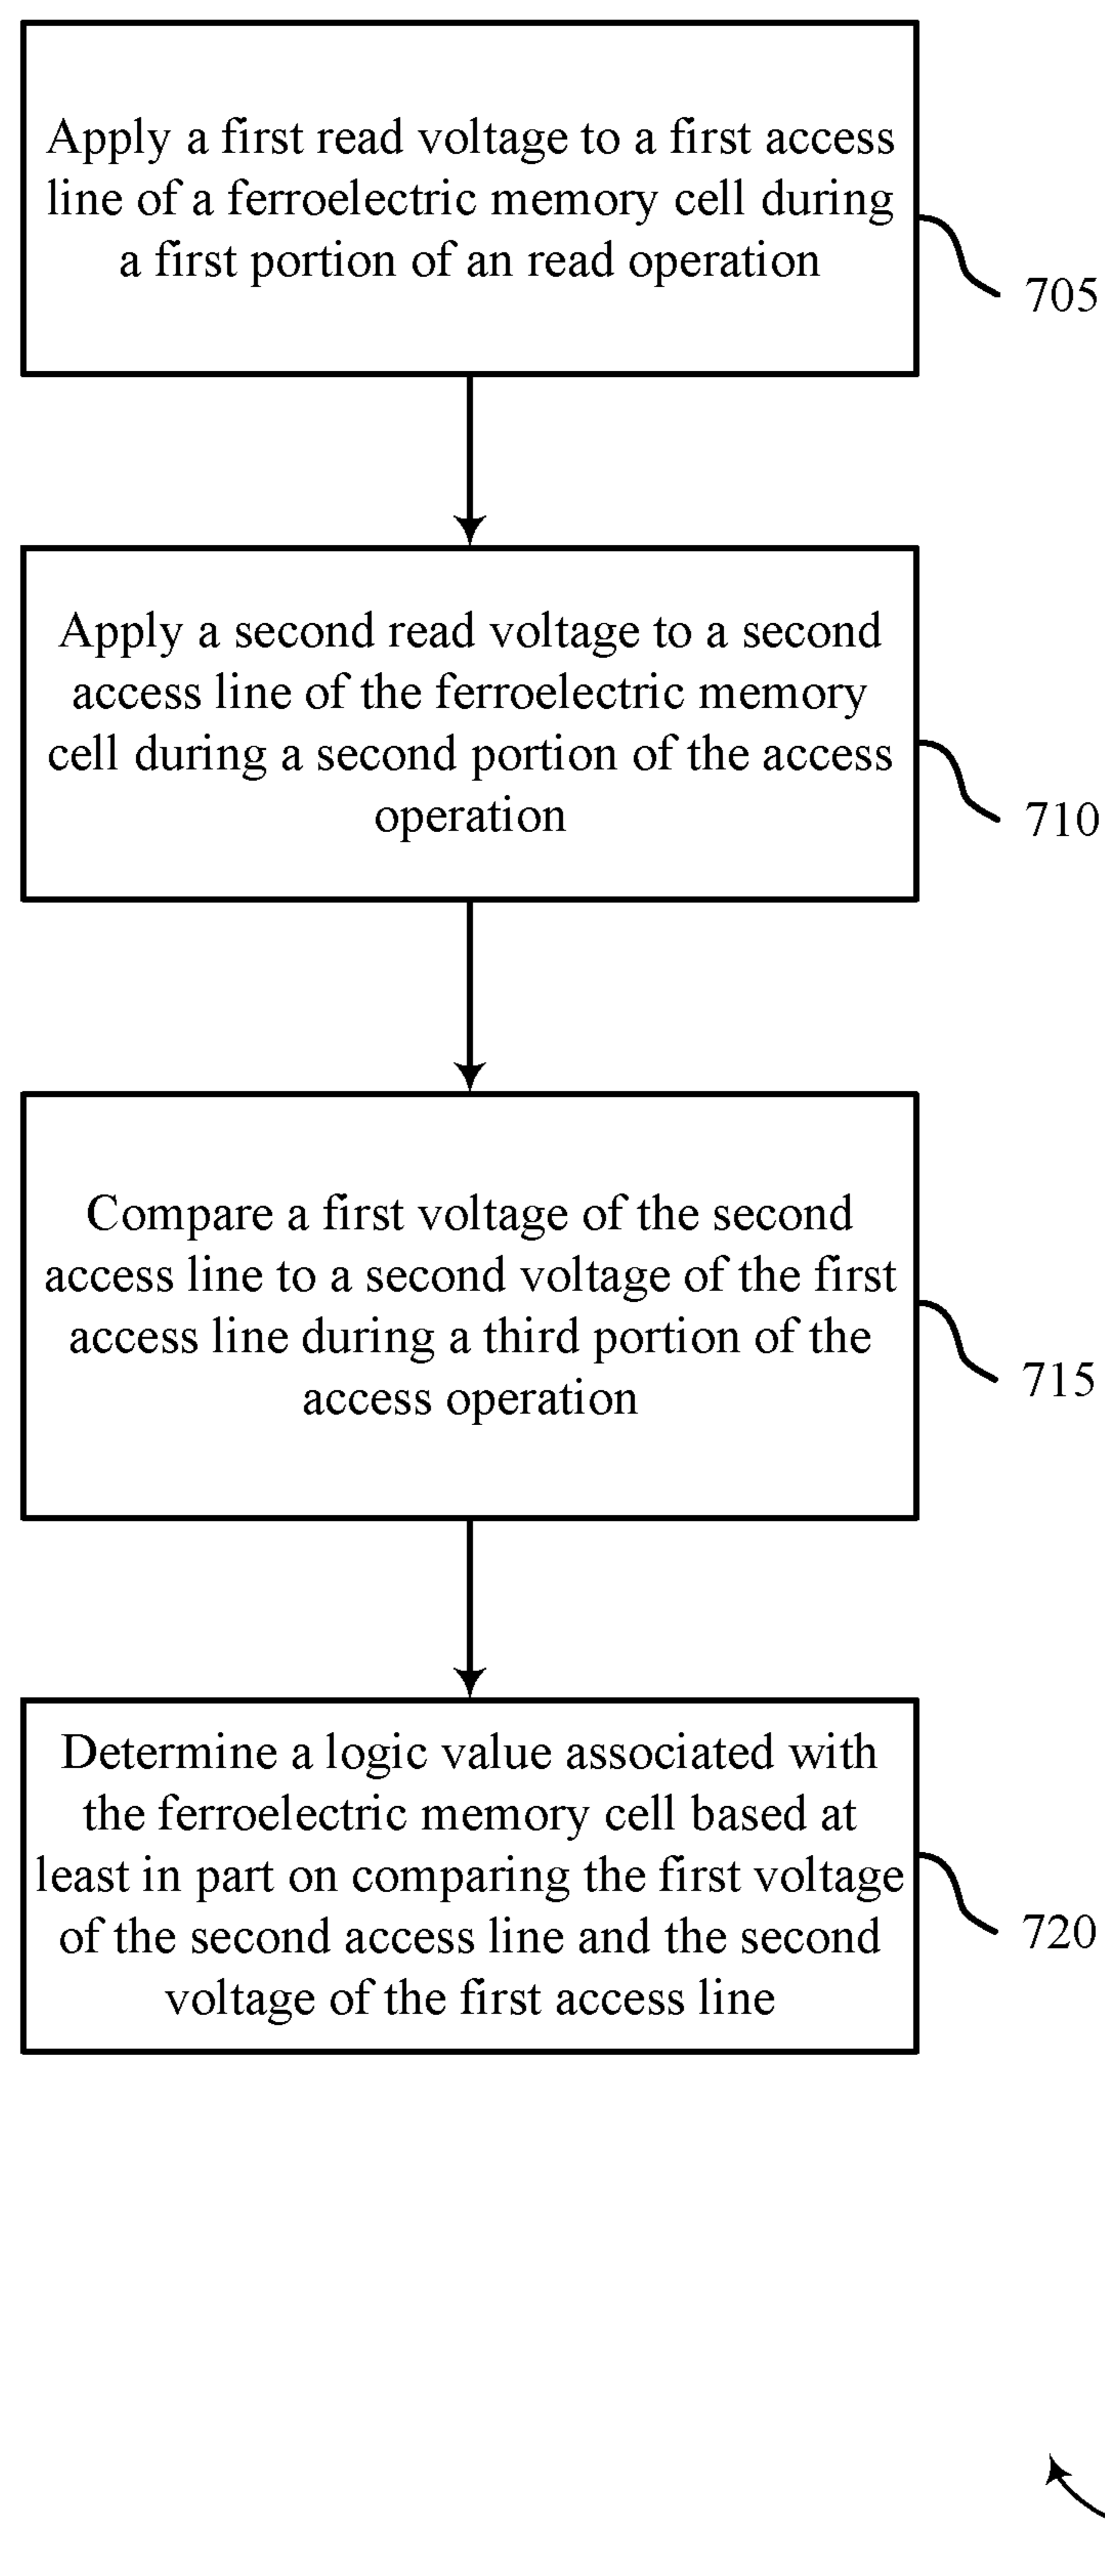 Apply a first read voltage to a first access
line of a ferroelectric memory cell during
a first portion of an read operation
705
Apply a second read voltage to a second
access line of the ferroelectric memory
cell during a second portion of the access
operation
710
Compare a first voltage of the second
access line to a second voltage of the first
access line during a third portion of the
access operation
715
Determine a logic value associated with
the ferroelectric memory cell based at
least in part on comparing the first voltage
of the second access line and the second
voltage of the first access line
720